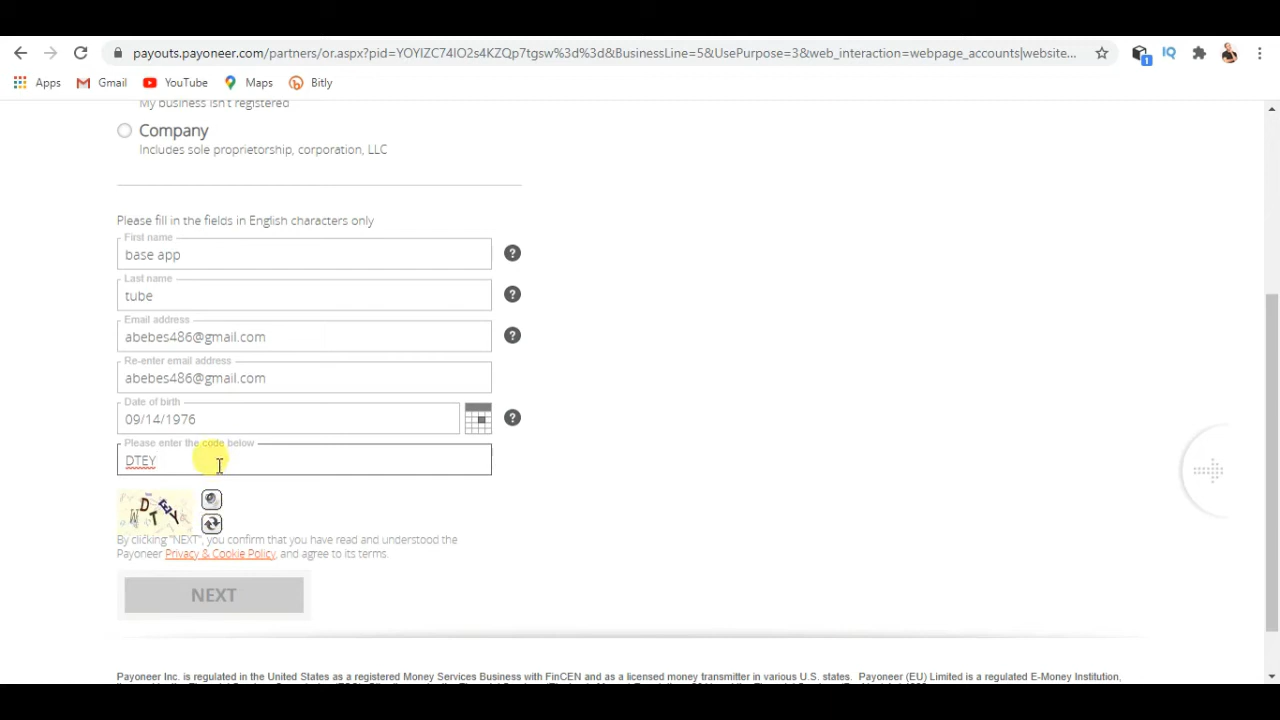 payouts.payoneer.com/partners/or.aspx?pid=YOYIZC74IO2s4KZQp7tgsw%3d%3d&BusinessLine=5&UsePurpose=3&web_interaction=webpage_accounts|website...
1
IQ
Apps
Gmail
YouTube
Maps
Bitly
My business isn't registered
Company
Includes sole proprietorship, corporation, LLC
Please fill in the fields in English characters only
First name
base app
?
Last name
tube
?
Email address
abebes486@gmail.com
?
Re-enter email address
abebes486@gmail.com
Date of birth
09/14/1976
?
Please enter the code below
DTEY
By clicking "NEXT", you confirm that you have read and understood the
Payoneer Privacy & Cookie Policy, and agree to its terms.
NEXT
Payoneer Inc. is regulated in the United States as a registered Money Services Business with FinCEN and as a licensed money transmitter in various U.S. states. Payoneer (EU) Limited is a regulated E-Money Institution,